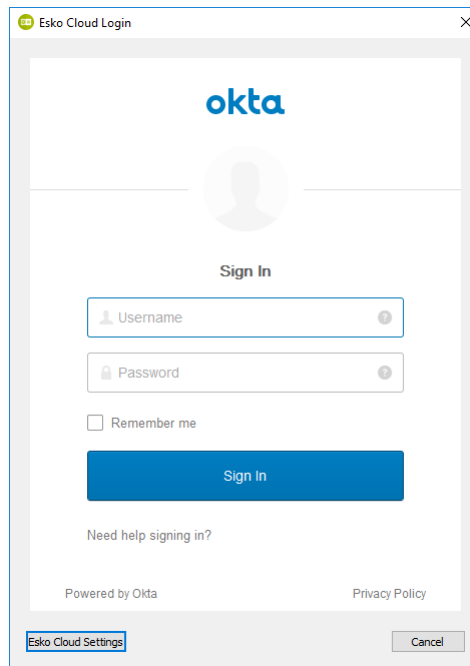 Esko Cloud Login
okta
Sign In
Username
Password
Remember me
Sign In
Need help signing in?
Powered by Okta Privacy Policy
Esko Cloud Settings Cancel